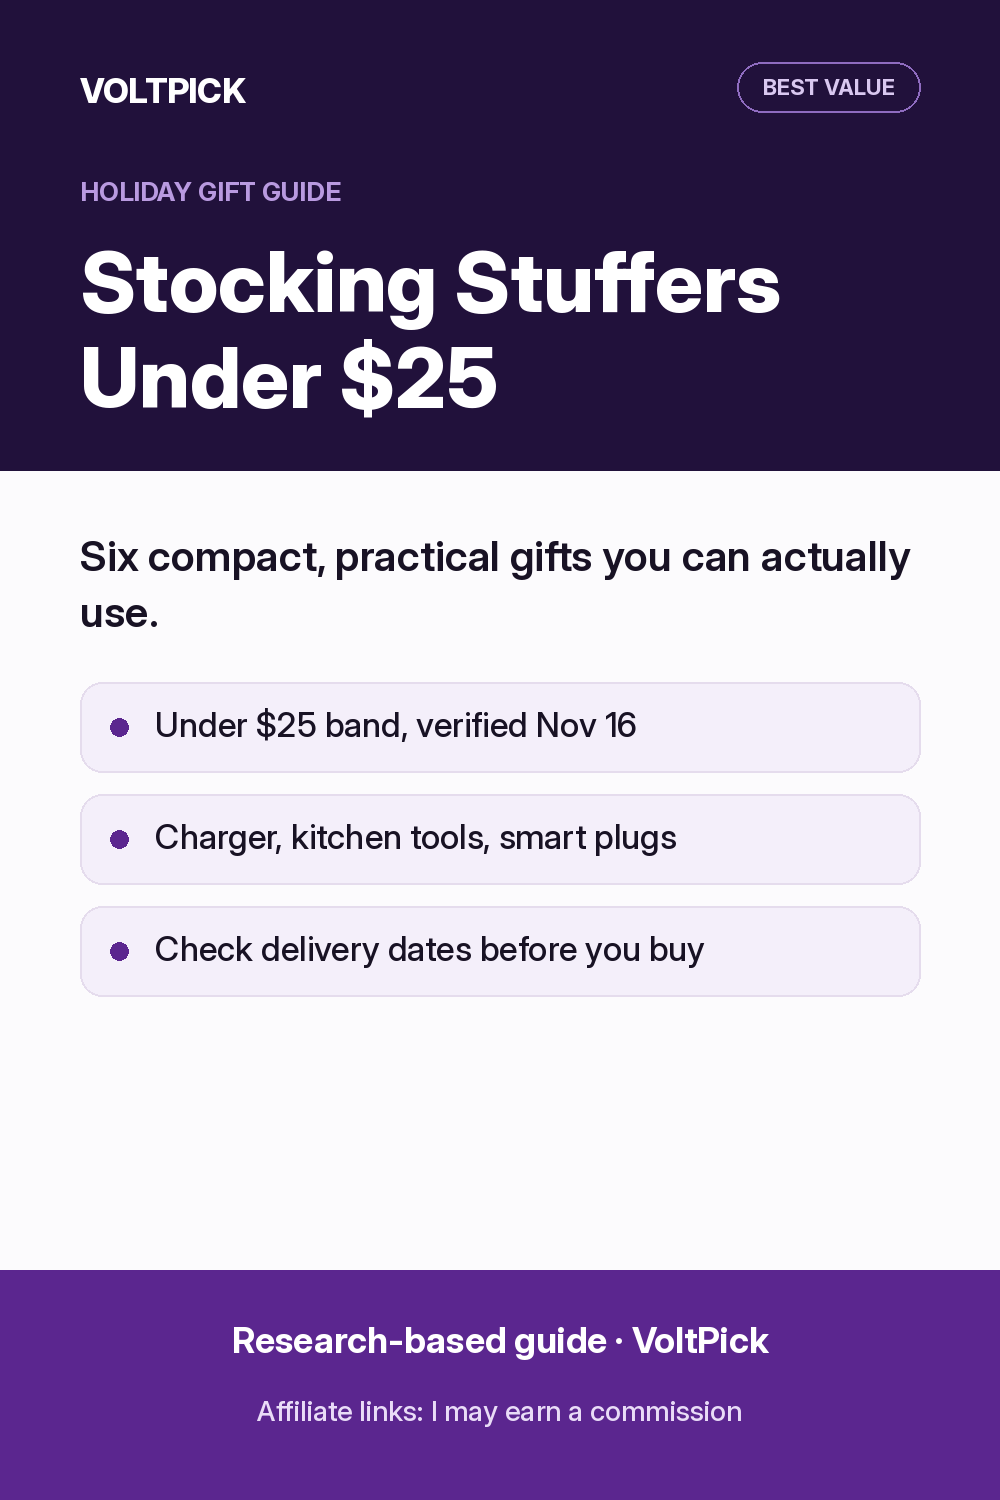 VOLTPICK
BEST VALUE
HOLIDAY GIFT GUIDE
Stocking Stuffers
Under $25
Six compact, practical gifts you can actually
use.
Under $25 band, verified Nov 16
Charger, kitchen tools, smart plugs
Check delivery dates before you buy
Research-based guide · VoltPick
Affiliate links: I may earn a commission